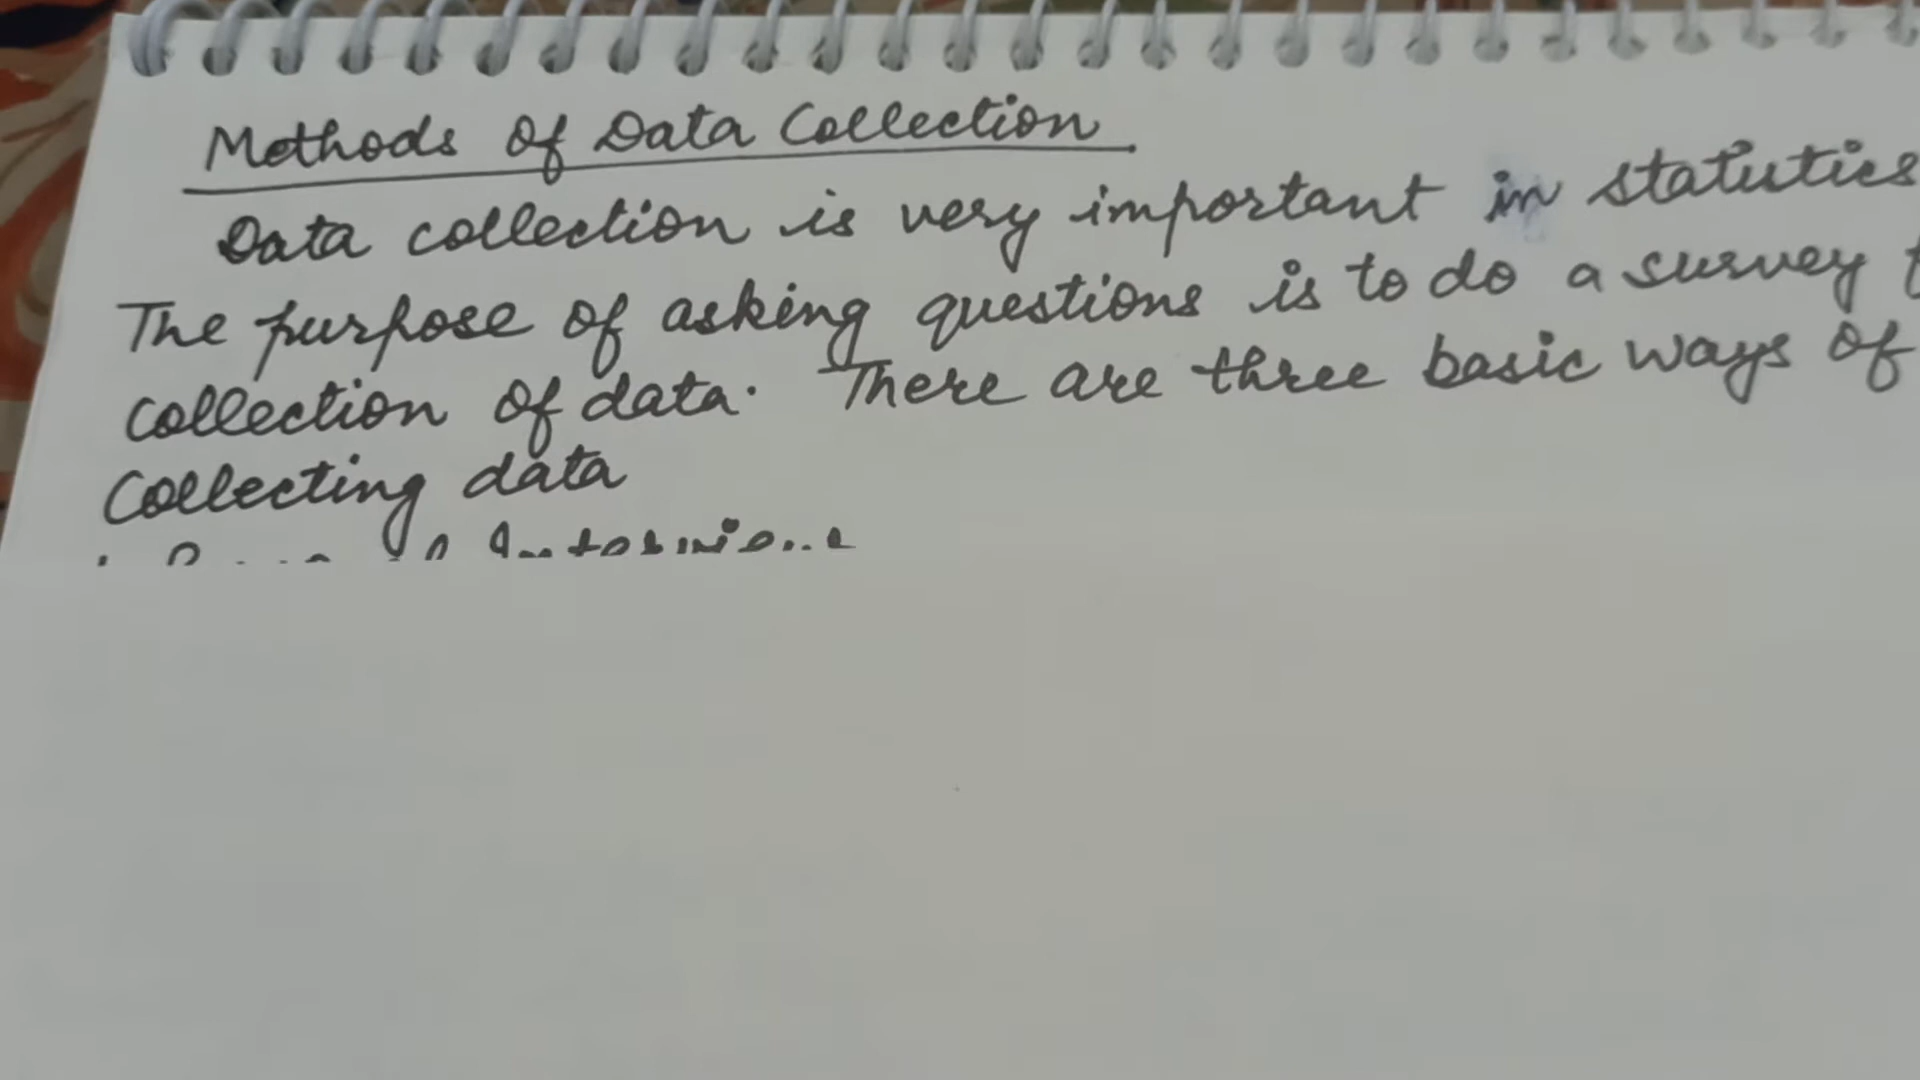 Methods of Data Collection
Data collection is very important in statistics
The purpose of asking questions is to do a survey
collection of data. There are three basic ways of
Collecting data